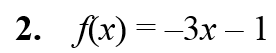 2. f(x) = –3x – 1